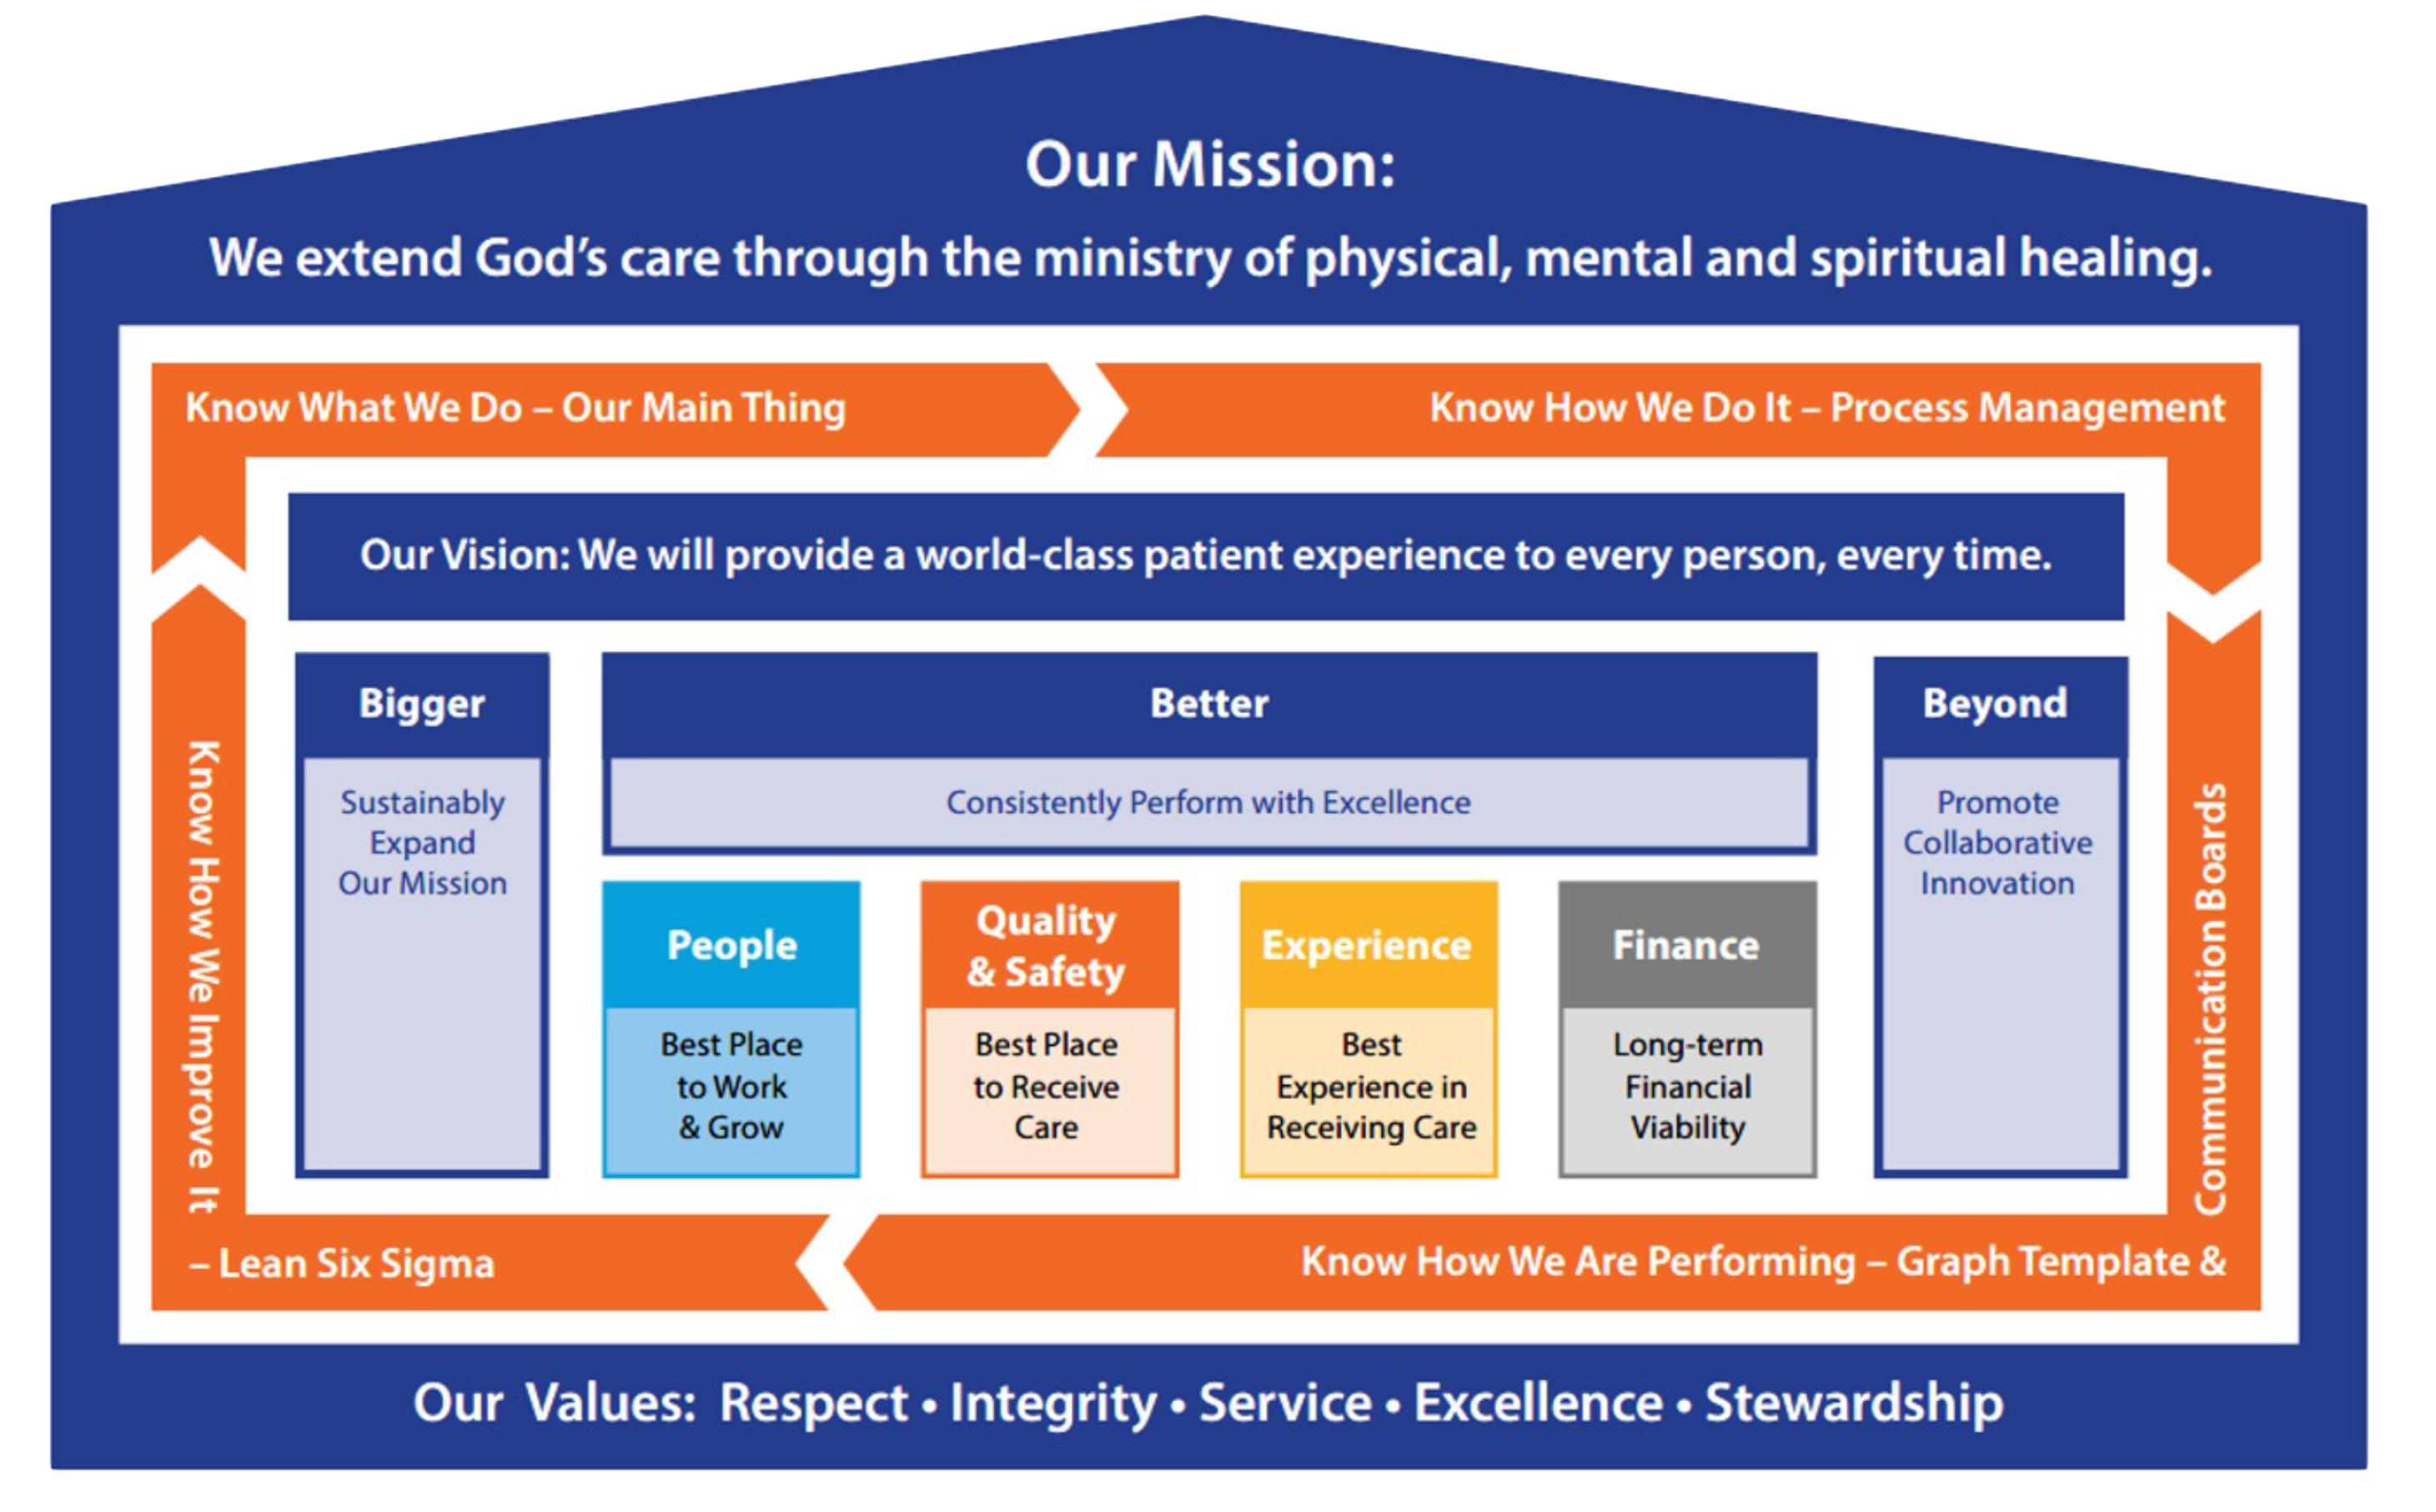 Our Mission:
We extend God's care through the ministry of physical, mental and spiritual healing.
Know What We Do – Our Main Thing
Know How We Do It – Process Management
Our Vision: We will provide a world-class patient experience to every person, every time.
Bigger
Sustainably
Expand
Our Mission
Better
Consistently Perform with Excellence
People
Best Place
to Work
& Grow
Quality
& Safety
Best Place
to Receive
Care
Experience
Best
Experience in
Receiving Care
Finance
Long-term
Financial
Viability
Beyond
Promote
Collaborative
Innovation
Know How We Are Performing – Graph Template &
Communication Boards
Know How We Improve It
– Lean Six Sigma
Our Values: Respect • Integrity • Service • Excellence • Stewardship